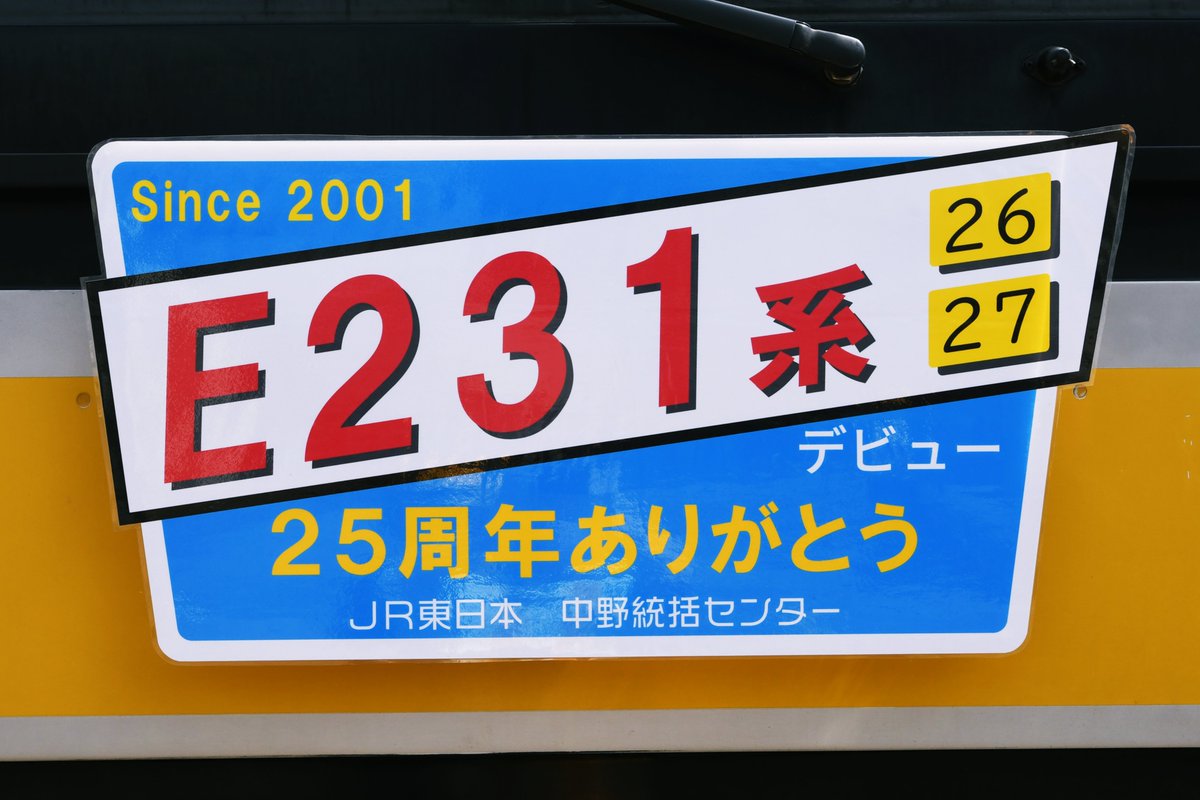 Since 2001
E231系
26
27
デビュー
25周年ありがとう
JR東日本 中野統括センター